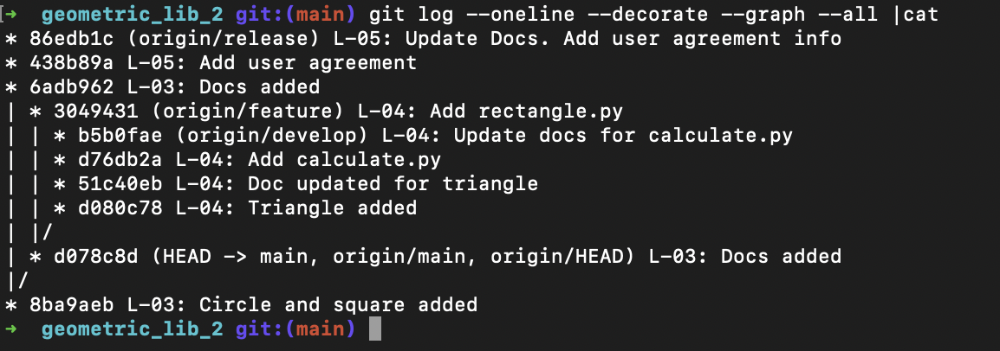 → geometric_lib_2 git:(main) git log --oneline --decorate --graph --all |cat
* 86edb1c (origin/release) L-05: Update Docs. Add user agreement info
* 438b89a L-05: Add user agreement
* 6adb962 L-03: Docs added
| * 3049431 (origin/feature) L-04: Add rectangle.py
| | * b5b0fae (origin/develop) L-04: Update docs for calculate.py
| | * d76db2a L-04: Add calculate.py
| | * 51c40eb L-04: Doc updated for triangle
| | * d080c78 L-04: Triangle added
| |/
| * d078c8d (HEAD -> main, origin/main, origin/HEAD) L-03: Docs added
|/
* 8ba9aeb L-03: Circle and square added
→ geometric_lib_2 git:(main)